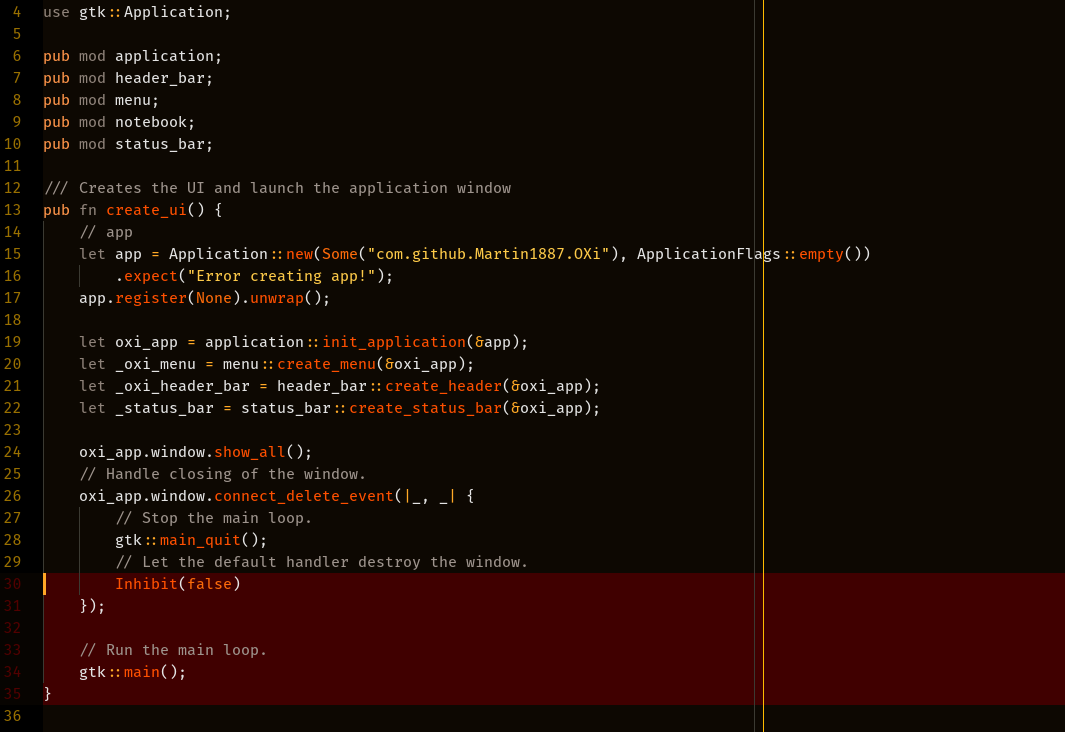 4 use gtk::Application;
5
6 pub mod application;
7 pub mod header_bar;
8 pub mod menu;
9 pub mod notebook;
10 pub mod status_bar;
11
12 /// Creates the UI and launch the application window
13 pub fn create_ui() {
14     // app
15     let app = Application::new(Some("com.github.Martin1887.OXi"), ApplicationFlags::empty())
16         .expect("Error creating app!");
17     app.register(None).unwrap();
18
19     let oxi_app = application::init_application(&app);
20     let _oxi_menu = menu::create_menu(&oxi_app);
21     let _oxi_header_bar = header_bar::create_header(&oxi_app);
22     let _status_bar = status_bar::create_status_bar(&oxi_app);
23
24     oxi_app.window.show_all();
25     // Handle closing of the window.
26     oxi_app.window.connect_delete_event(|_, _| {
27         // Stop the main loop.
28         gtk::main_quit();
29         // Let the default handler destroy the window.
30         Inhibit(false)
31     });
32
33     // Run the main loop.
34     gtk::main();
35 }
36